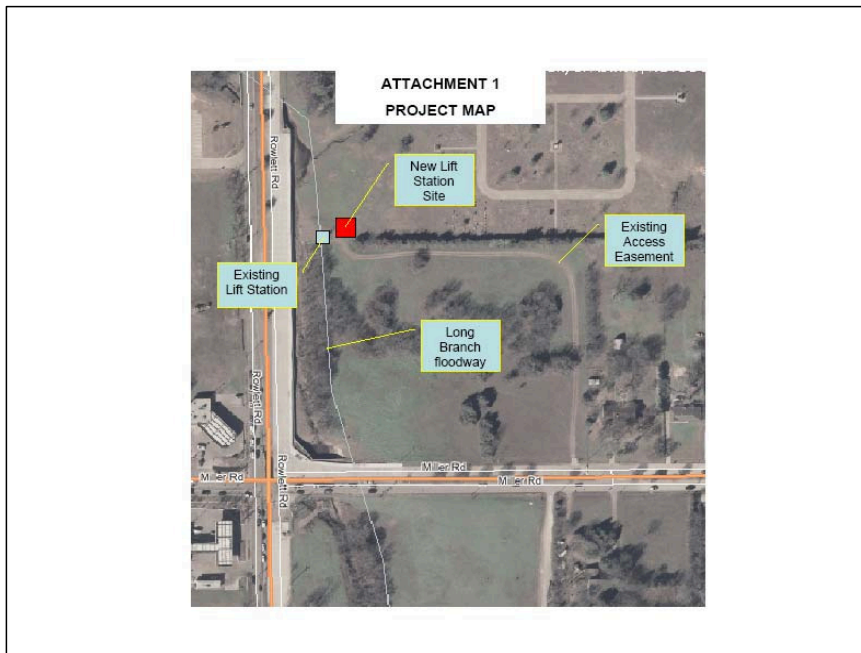 ATTACHMENT 1
PROJECT MAP
Rowlett Rd
New Lift
Station
Site
Existing
Access
Easement
Existing
Lift Station
Long
Branch
floodway
Rowlett Rd
Rowlett Rd
Miller Rd
Miller Rd
Miller Rd